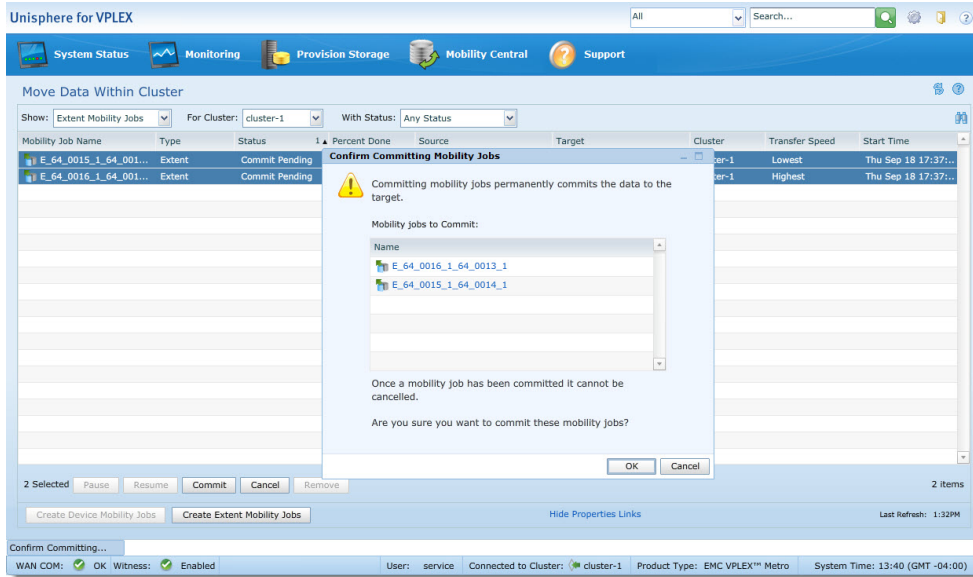 Unisphere for VPLEX
All
Search...
System Status
Monitoring
Provision Storage
Mobility Central
Support
Move Data Within Cluster
Show: Extent Mobility Jobs For Cluster: cluster-1 With Status: Any Status
Mobility Job Name Type Status 1 Percent Done Source Target Cluster Transfer Speed Start Time
E_64_0015_1_64_001... Extent Commit Pending ter-1 Lowest Thu Sep 18 17:37:..
E_64_0016_1_64_001... Extent Commit Pending ter-1 Highest Thu Sep 18 17:37:..
Confirm Committing Mobility Jobs
Committing mobility jobs permanently commits the data to the
target.
Mobility jobs to Commit:
Name
E_64_0016_1_64_0013_1
E_64_0015_1_64_0014_1
Once a mobility job has been committed it cannot be
cancelled.
Are you sure you want to commit these mobility jobs?
OK Cancel
2 Selected Pause Resume Commit Cancel Remove 2 items
Create Device Mobility Jobs Create Extent Mobility Jobs Hide Properties Links Last Refresh: 1:32PM
Confirm Committing...
WAN COM: OK Witness: Enabled User: service Connected to Cluster: cluster-1 Product Type: EMC VPLEX™ Metro System Time: 13:40 (GMT -04:00)